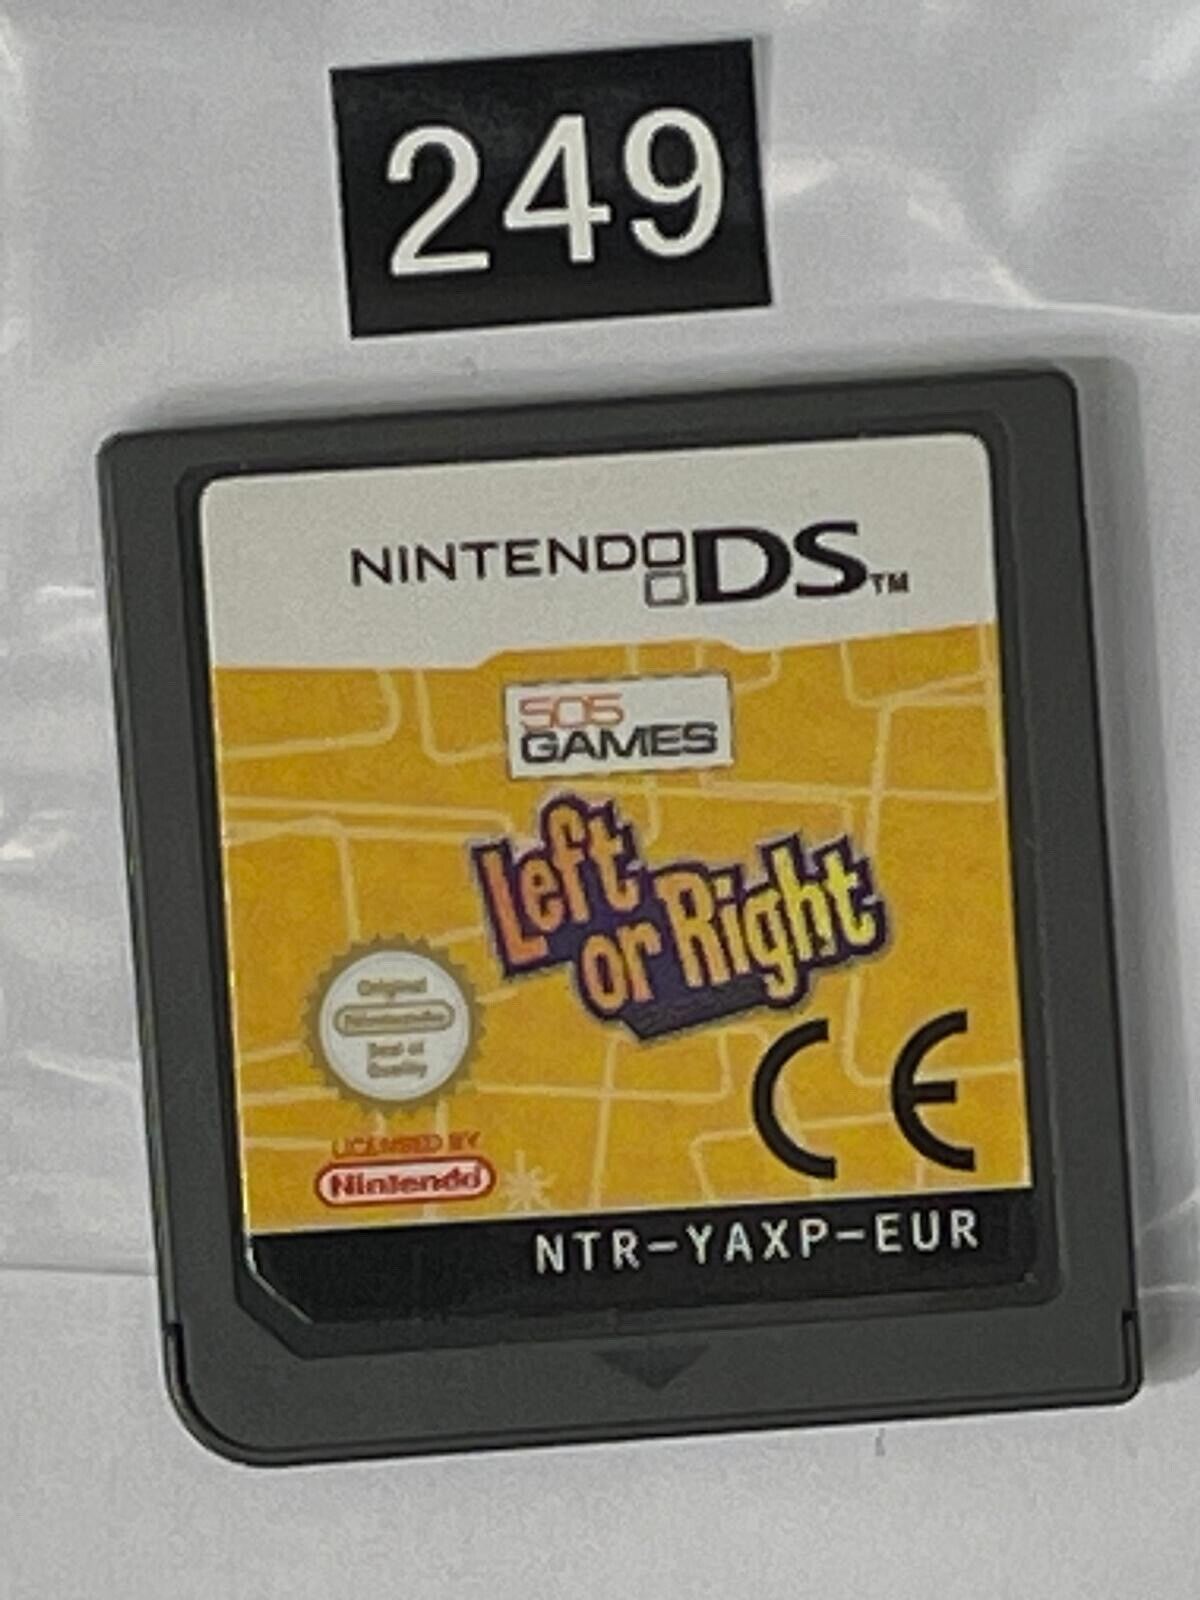 249
NINTENDO DS™
505
GAMES
Left
or Right
Original
Nintendo
Seal of
Quality
LICENSED BY
Nintendo
CE
NTR-YAXP-EUR